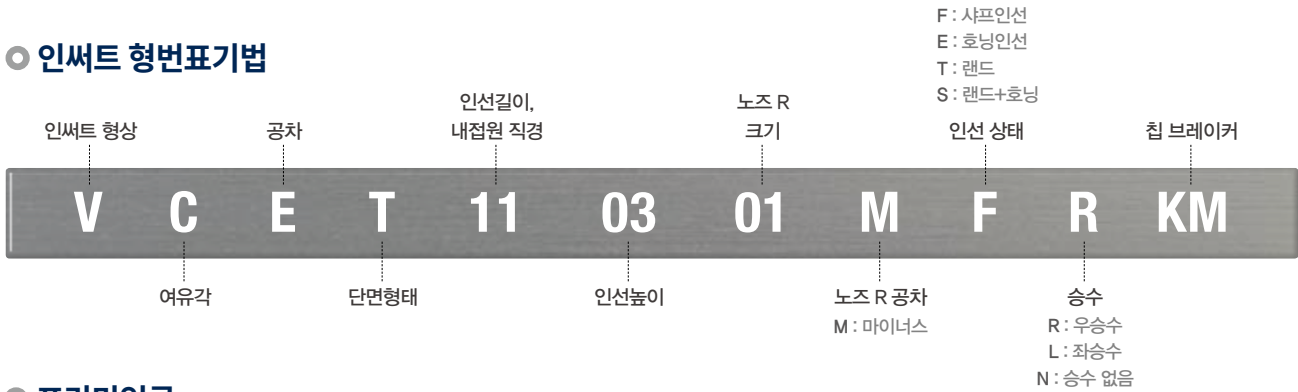 F : 샤프인선
E : 호닝인선
T : 랜드
S : 랜드+호닝
인써트 형번표기법
인써트 형상
공차
인선길이,
내접원 직경
노즈 R
크기
인선 상태
칩 브레이커
V C E T 11 03 01 M F R KM
여유각
단면형태
인선높이
노즈 R 공차
M : 마이너스
승수
R : 우승수
L : 좌승수
N : 승수 없음